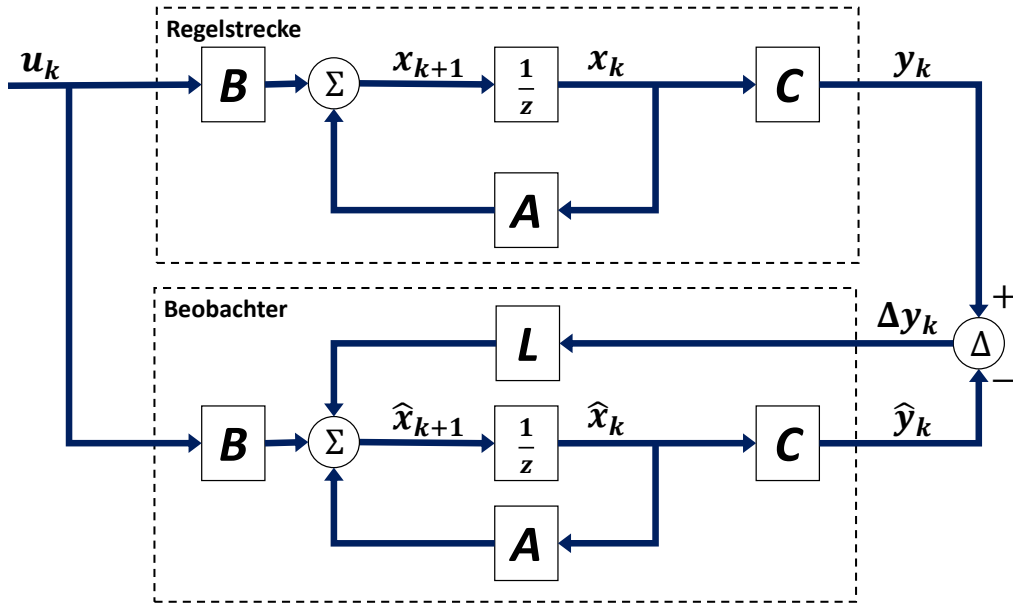 Regelstrecke
u_k
B
Σ
x_{k+1}
1/z
x_k
C
y_k
A
+
Beobachter
L
Δy_k
Δ
−
B
Σ
x̂_{k+1}
1/z
x̂_k
C
ŷ_k
A